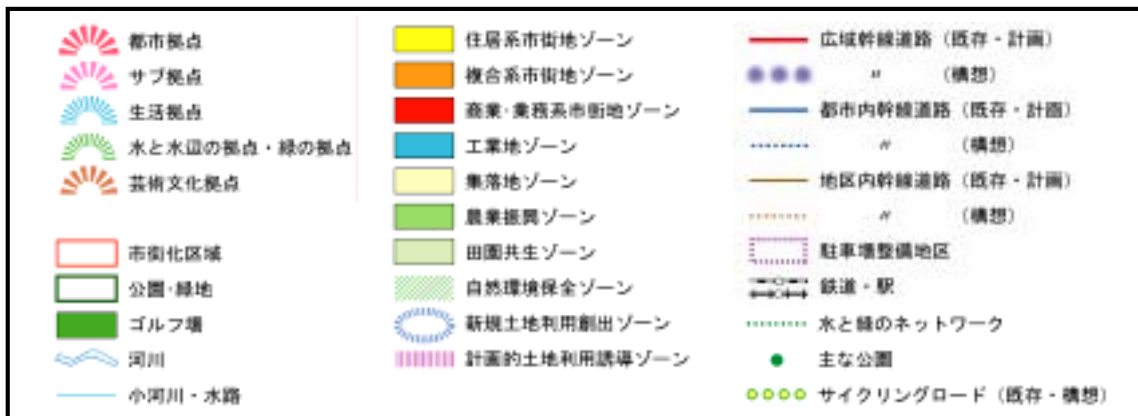 都市拠点
サブ拠点
生活拠点
水と水辺の拠点・緑の拠点
芸術文化拠点
市街化区域
公園・緑地
ゴルフ場
河川
小河川・水路
住居系市街地ゾーン
複合系市街地ゾーン
商業・業務系市街地ゾーン
工業地ゾーン
集落地ゾーン
農業振興ゾーン
田園共生ゾーン
自然環境保全ゾーン
新規土地利用創出ゾーン
計画的土地利用誘導ゾーン
広域幹線道路（既存・計画）
〃　（構想）
都市内幹線道路（既存・計画）
〃　（構想）
地区内幹線道路（既存・計画）
〃　（構想）
駐車場整備地区
鉄道・駅
水と緑のネットワーク
主な公園
サイクリングロード（既存・構想）